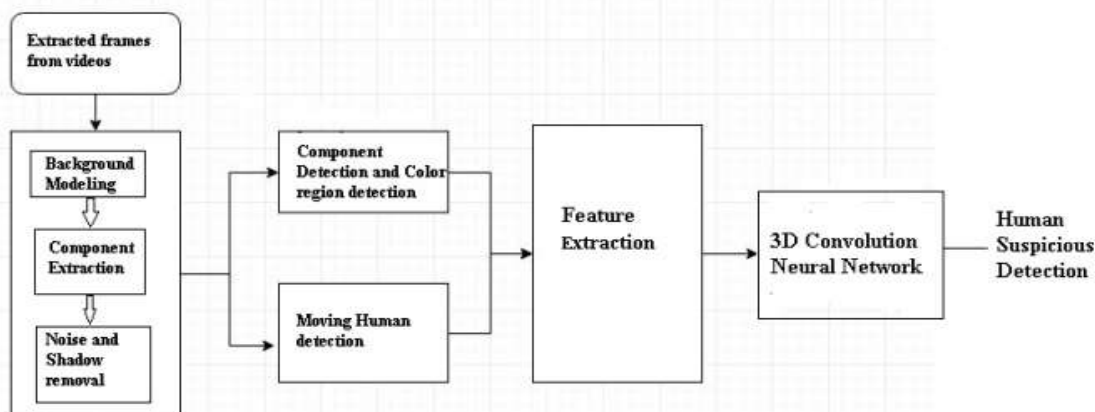 Extracted frames
from videos
Background
Modeling
Component
Extraction
Noise and
Shadow
removal
Component
Detection and Color
region detection
Moving Human
detection
Feature
Extraction
3D Convolution
Neural Network
Human
Suspicious
Detection